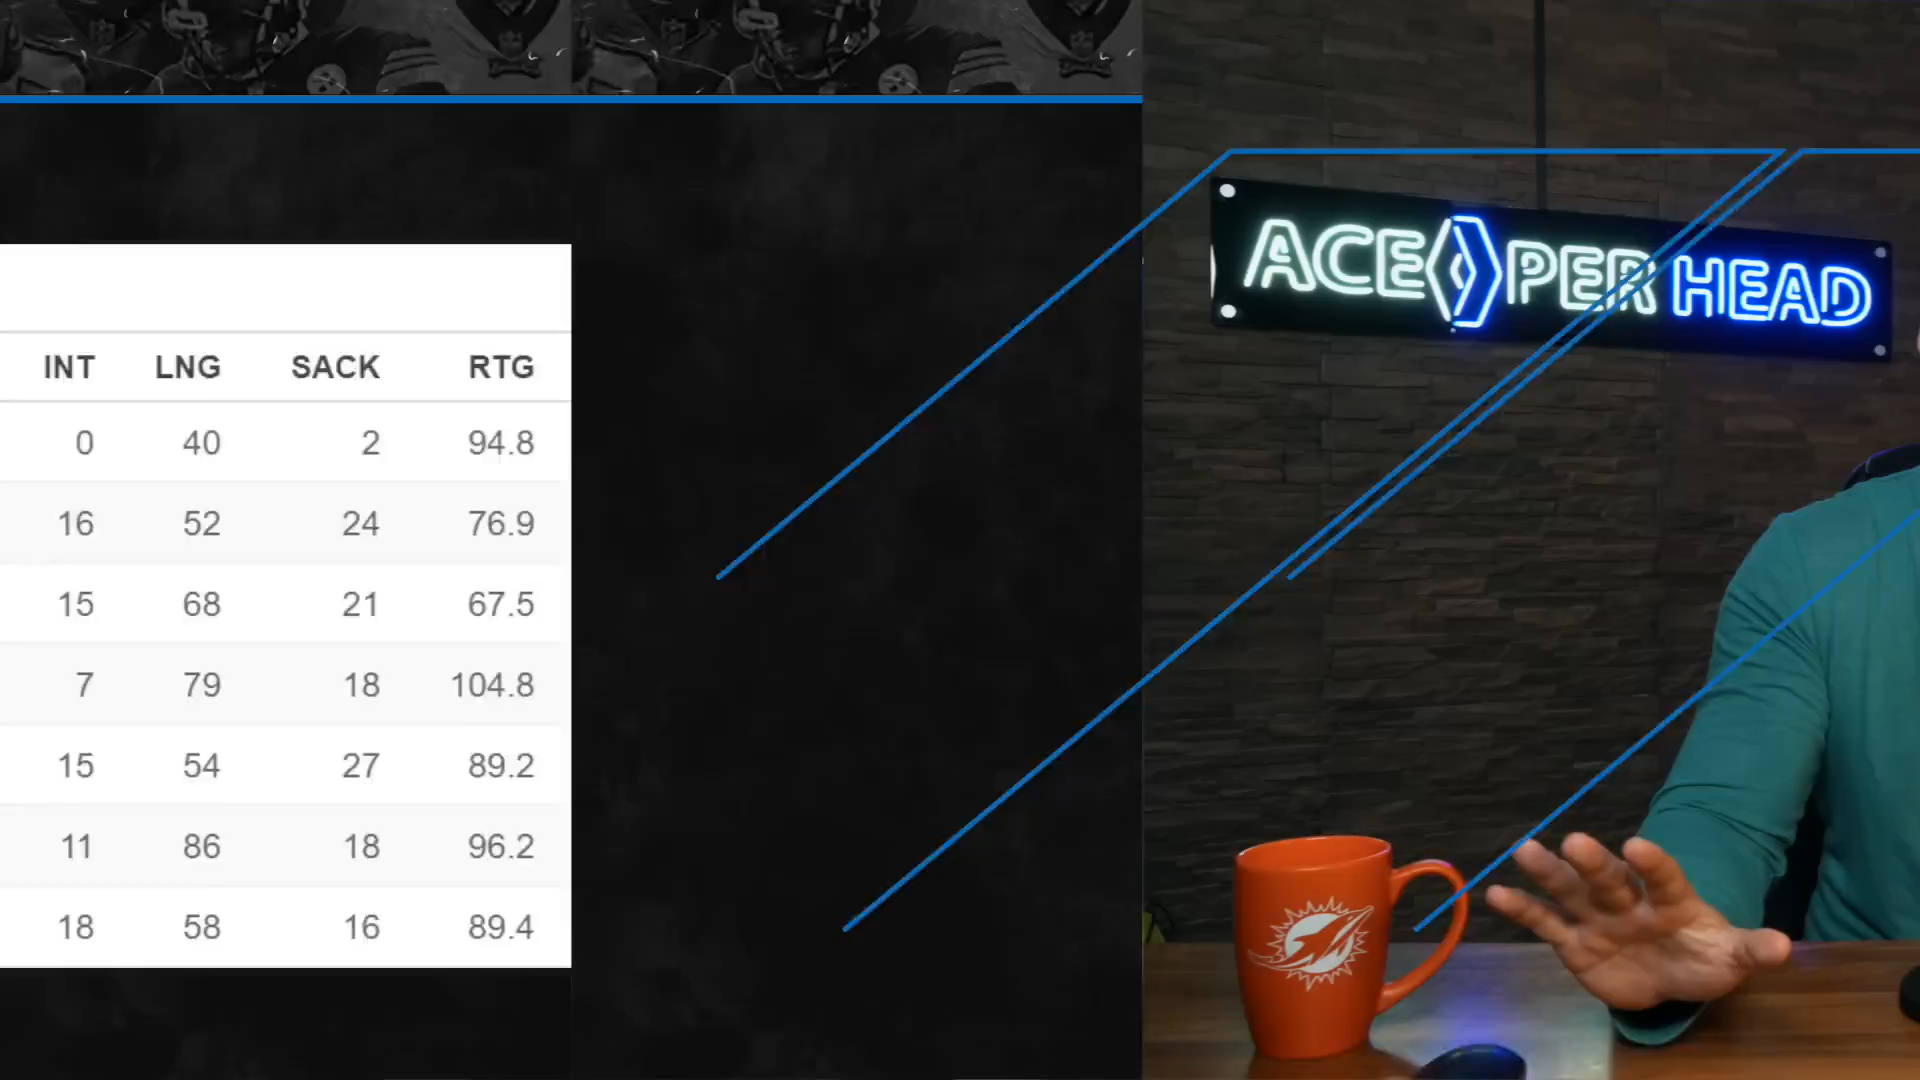 INT LNG SACK RTG
0 40 2 94.8
16 52 24 76.9
15 68 21 67.5
7 79 18 104.8
15 54 27 89.2
11 86 18 96.2
18 58 16 89.4
ACE PER HEAD